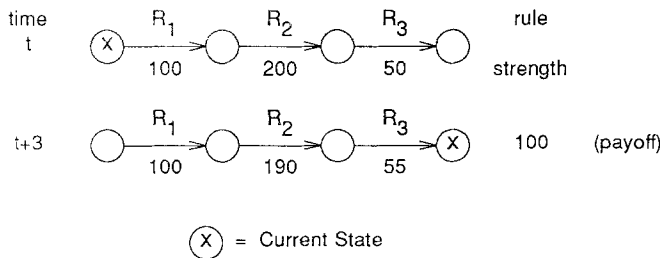 time R1 R2 R3 rule
t X
100 200 50 strength
R1 R2 R3
t+3 X 100 (payoff)
100 190 55
X = Current State